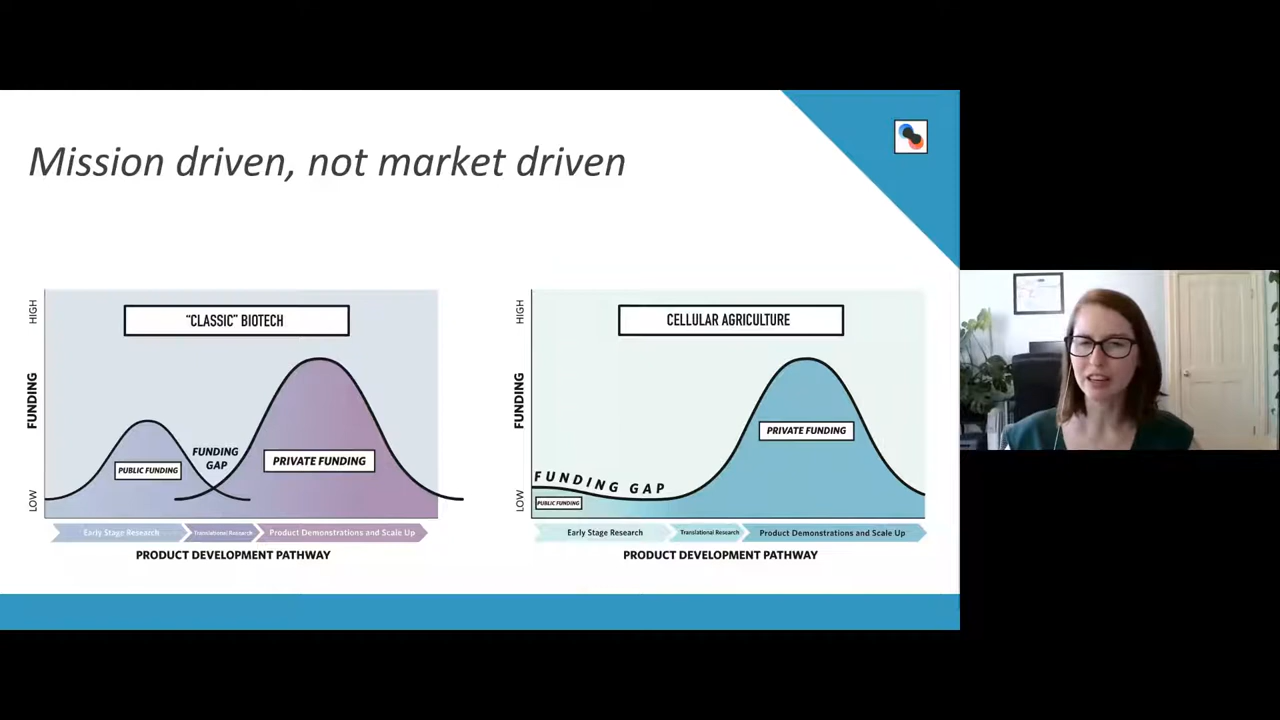 Mission driven, not market driven
HIGH
FUNDING
LOW
"CLASSIC" BIOTECH
PUBLIC FUNDING
FUNDING
GAP
PRIVATE FUNDING
Early Stage Research
Translational Research
Product Demonstrations and Scale Up
PRODUCT DEVELOPMENT PATHWAY
HIGH
FUNDING
LOW
CELLULAR AGRICULTURE
FUNDING GAP
PUBLIC FUNDING
PRIVATE FUNDING
Early Stage Research
Translational Research
Product Demonstrations and Scale Up
PRODUCT DEVELOPMENT PATHWAY